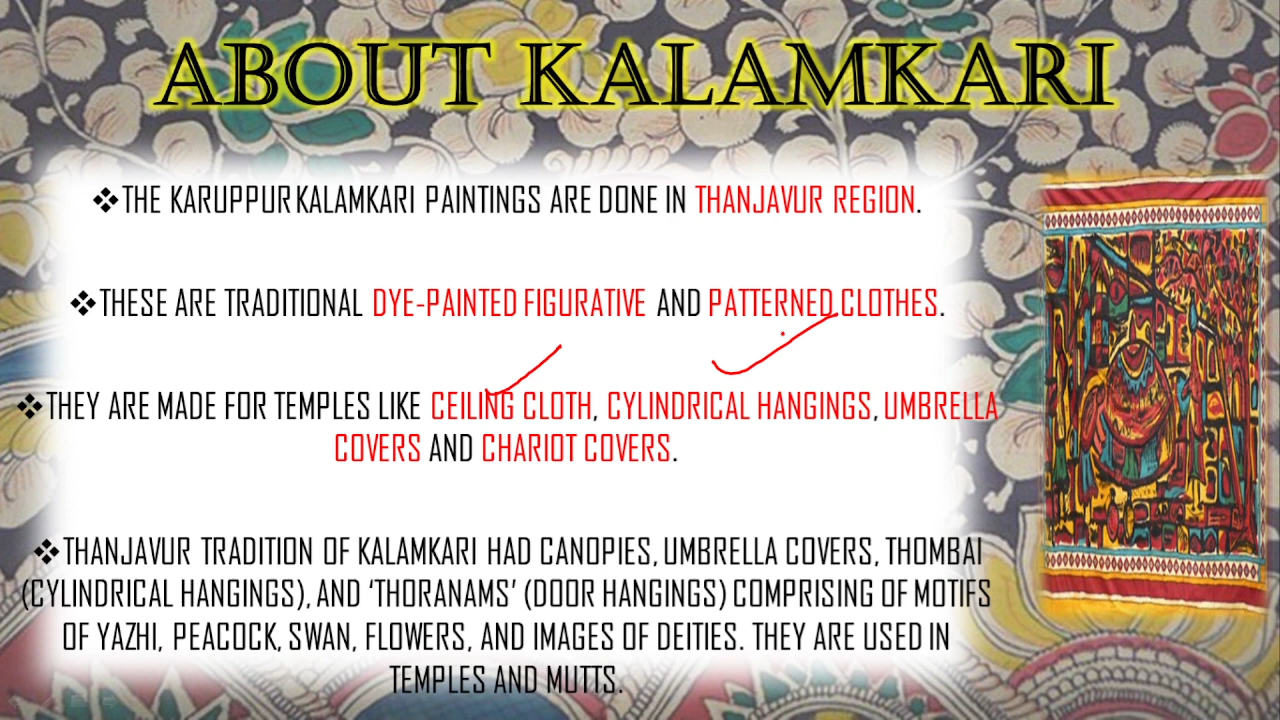 ABOUT KALAMKARI
❖THE KARUPPUR KALAMKARI PAINTINGS ARE DONE IN THANJAVUR REGION.
❖THESE ARE TRADITIONAL DYE-PAINTED FIGURATIVE AND PATTERNED CLOTHES.
❖THEY ARE MADE FOR TEMPLES LIKE CEILING CLOTH, CYLINDRICAL HANGINGS, UMBRELLA
COVERS AND CHARIOT COVERS.
❖THANJAVUR TRADITION OF KALAMKARI HAD CANOPIES, UMBRELLA COVERS, THOMBAI
(CYLINDRICAL HANGINGS), AND ‘THORANAMS’ (DOOR HANGINGS) COMPRISING OF MOTIFS
OF YAZHI, PEACOCK, SWAN, FLOWERS, AND IMAGES OF DEITIES. THEY ARE USED IN
TEMPLES AND MUTTS.